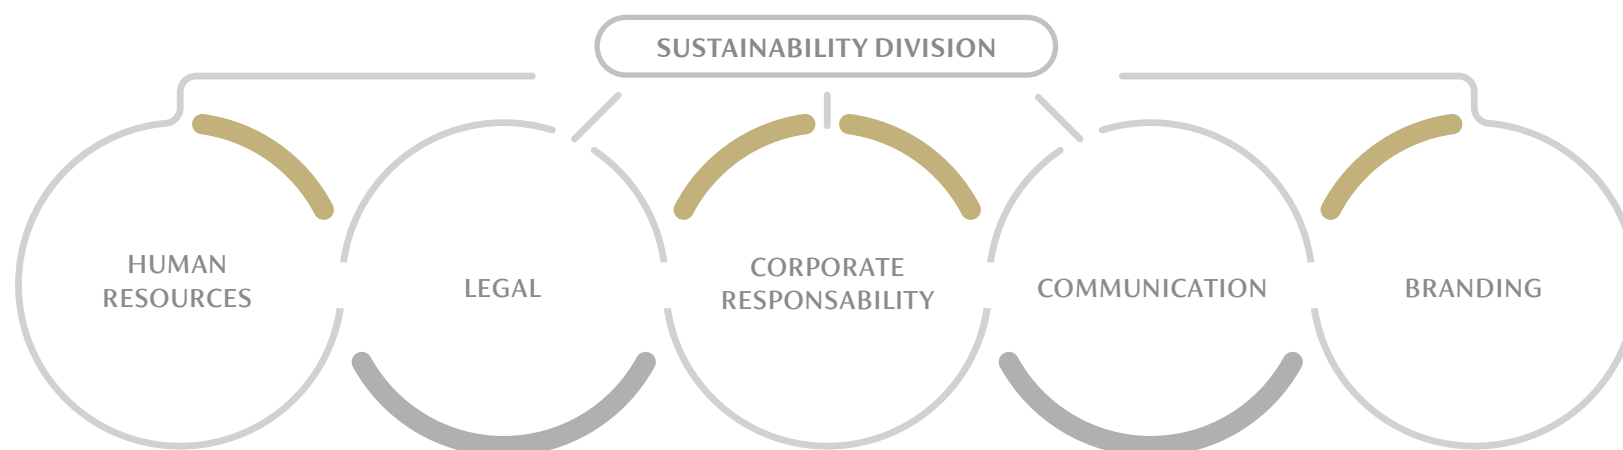 SUSTAINABILITY DIVISION
HUMAN
RESOURCES
LEGAL
CORPORATE
RESPONSABILITY
COMMUNICATION
BRANDING